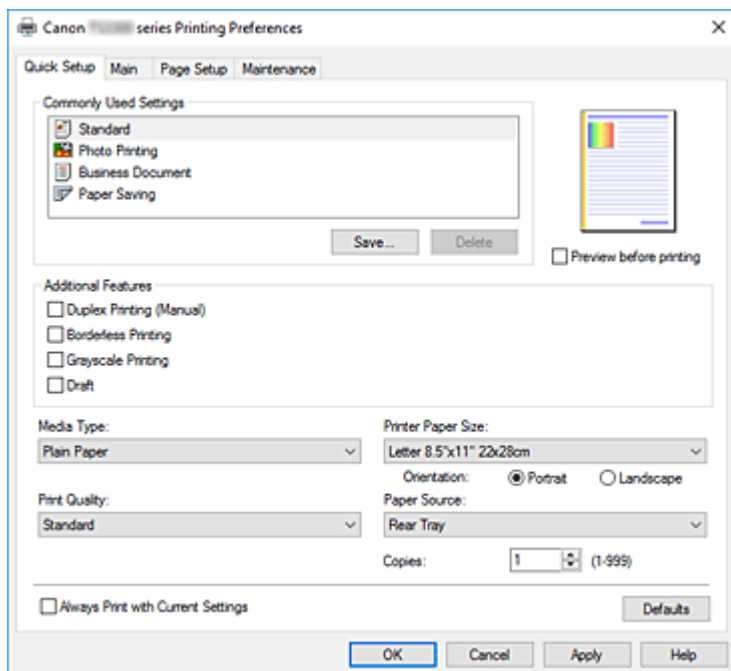 Canon series Printing Preferences
Quick Setup Main Page Setup Maintenance
Commonly Used Settings
Standard
Photo Printing
Business Document
Paper Saving
Save... Delete
Preview before printing
Additional Features
Duplex Printing (Manual)
Borderless Printing
Grayscale Printing
Draft
Media Type: Printer Paper Size:
Plain Paper Letter 8.5"x11" 22x28cm
Orientation: Portrait Landscape
Print Quality: Paper Source:
Standard Rear Tray
Copies: 1 (1-999)
Always Print with Current Settings Defaults
OK Cancel Apply Help